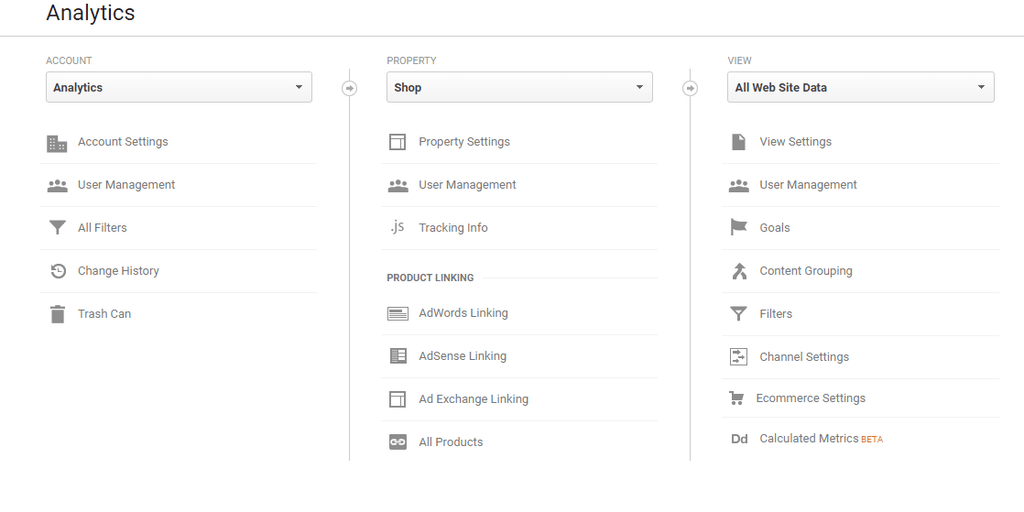 Analytics
ACCOUNT
Analytics
Account Settings
User Management
All Filters
Change History
Trash Can
PROPERTY
Shop
Property Settings
User Management
.js Tracking Info
PRODUCT LINKING
AdWords Linking
AdSense Linking
Ad Exchange Linking
All Products
VIEW
All Web Site Data
View Settings
User Management
Goals
Content Grouping
Filters
Channel Settings
Ecommerce Settings
Dd Calculated Metrics BETA